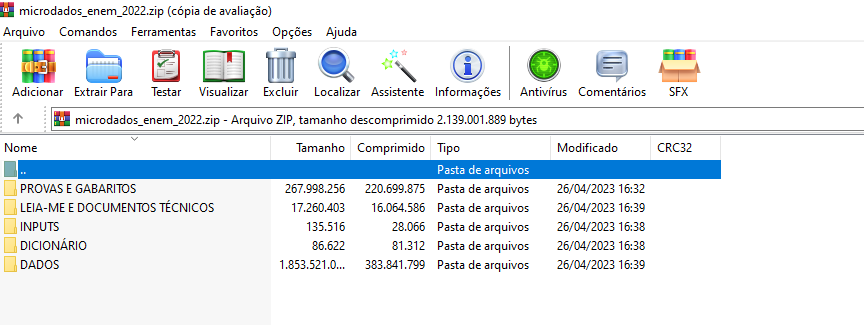 microdados_enem_2022.zip (cópia de avaliação)
Arquivo Comandos Ferramentas Favoritos Opções Ajuda
Adicionar Extrair Para Testar Visualizar Excluir Localizar Assistente Informações Antivírus Comentários SFX
microdados_enem_2022.zip - Arquivo ZIP, tamanho descomprimido 2.139.001.889 bytes
Nome Tamanho Comprimido Tipo Modificado CRC32
.. Pasta de arquivos
PROVAS E GABARITOS 267.998.256 220.699.875 Pasta de arquivos 26/04/2023 16:32
LEIA-ME E DOCUMENTOS TÉCNICOS 17.260.403 16.064.586 Pasta de arquivos 26/04/2023 16:39
INPUTS 135.516 28.066 Pasta de arquivos 26/04/2023 16:38
DICIONÁRIO 86.622 81.312 Pasta de arquivos 26/04/2023 16:38
DADOS 1.853.521.0... 383.841.799 Pasta de arquivos 26/04/2023 16:39